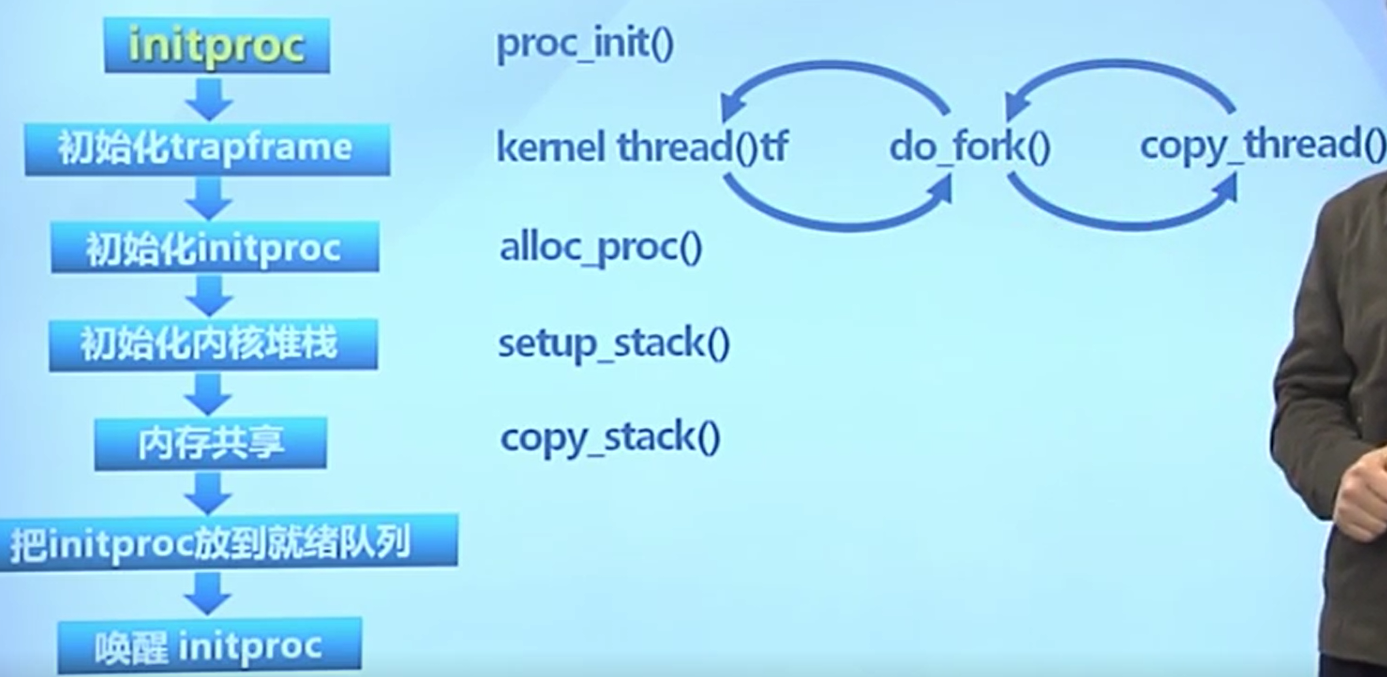 initproc
proc_init()
初始化trapframe
kernel thread()tf
do_fork()
copy_thread()
初始化initproc
alloc_proc()
初始化内核堆栈
setup_stack()
内存共享
copy_stack()
把initproc放到就绪队列
唤醒 initproc